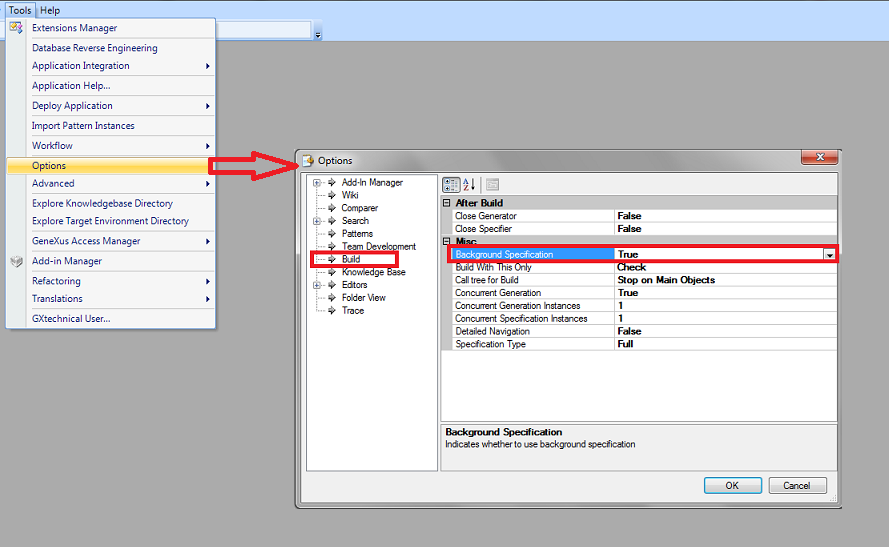 Tools Help
Extensions Manager
Database Reverse Engineering
Application Integration
Application Help...
Deploy Application
Import Pattern Instances
Workflow
Options
Advanced
Explore Knowledgebase Directory
Explore Target Environment Directory
GeneXus Access Manager
Add-in Manager
Refactoring
Translations
GXtechnical User...
Options
Add-In Manager
Wiki
Comparer
Search
Patterns
Team Development
Build
Knowledge Base
Editors
Folder View
Trace
After Build
Close Generator False
Close Specifier False
Misc
Background Specification True
Build With This Only Check
Call tree for Build Stop on Main Objects
Concurrent Generation True
Concurrent Generation Instances 1
Concurrent Specification Instances 1
Detailed Navigation False
Specification Type Full
Background Specification
Indicates whether to use background specification
OK Cancel